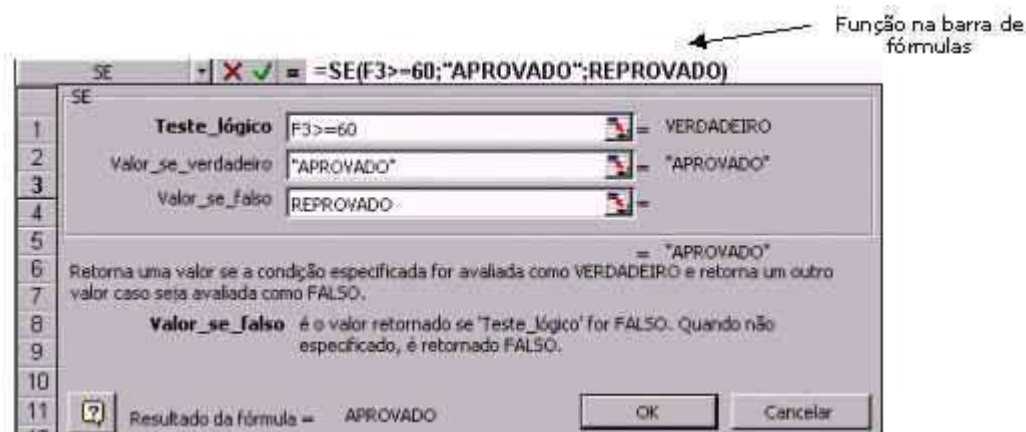 Função na barra de
fórmulas
SE = =SE(F3>=60;"APROVADO";REPROVADO)
SE
1 Teste_lógico F3>=60 = VERDADEIRO
2 Valor_se_verdadeiro "APROVADO" = "APROVADO"
3 Valor_se_falso REPROVADO =
4
5 = "APROVADO"
6 Retorna uma valor se a condição especificada for avaliada como VERDADEIRO e retorna um outro
7 valor caso seja avaliada como FALSO.
8 Valor_se_falso é o valor retornado se 'Teste_lógico' for FALSO. Quando não
9 especificado, é retornado FALSO.
10
11 ? Resultado da fórmula = APROVADO OK Cancelar